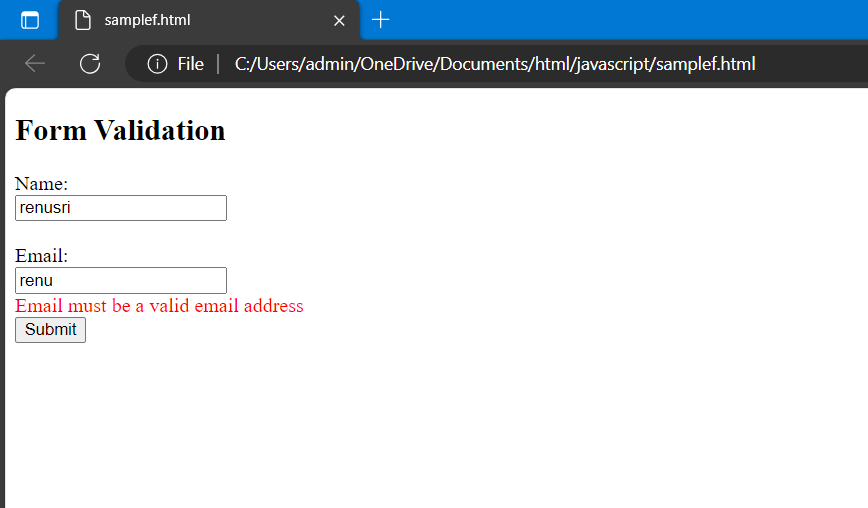 samplef.html
File
C:/Users/admin/OneDrive/Documents/html/javascript/samplef.html
Form Validation
Name:
renusri
Email:
renu
Email must be a valid email address
Submit